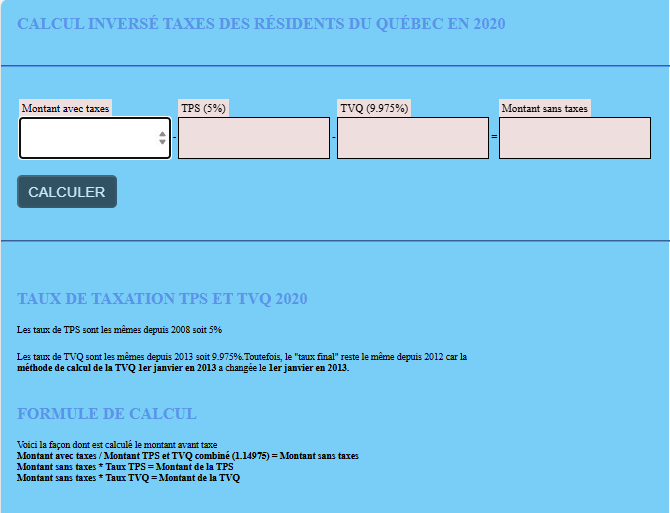 CALCUL INVERSÉ TAXES DES RÉSIDENTS DU QUÉBEC EN 2020
Montant avec taxes TPS (5%) TVQ (9.975%) Montant sans taxes
- - =
CALCULER
TAUX DE TAXATION TPS ET TVQ 2020
Les taux de TPS sont les mêmes depuis 2008 soit 5%
Les taux de TVQ sont les mêmes depuis 2013 soit 9.975%.Toutefois, le "taux final" reste le même depuis 2012 car la
méthode de calcul de la TVQ 1er janvier en 2013 a changée le 1er janvier en 2013.
FORMULE DE CALCUL
Voici la façon dont est calculé le montant avant taxe
Montant avec taxes / Montant TPS et TVQ combiné (1.14975) = Montant sans taxes
Montant sans taxes * Taux TPS = Montant de la TPS
Montant sans taxes * Taux TVQ = Montant de la TVQ